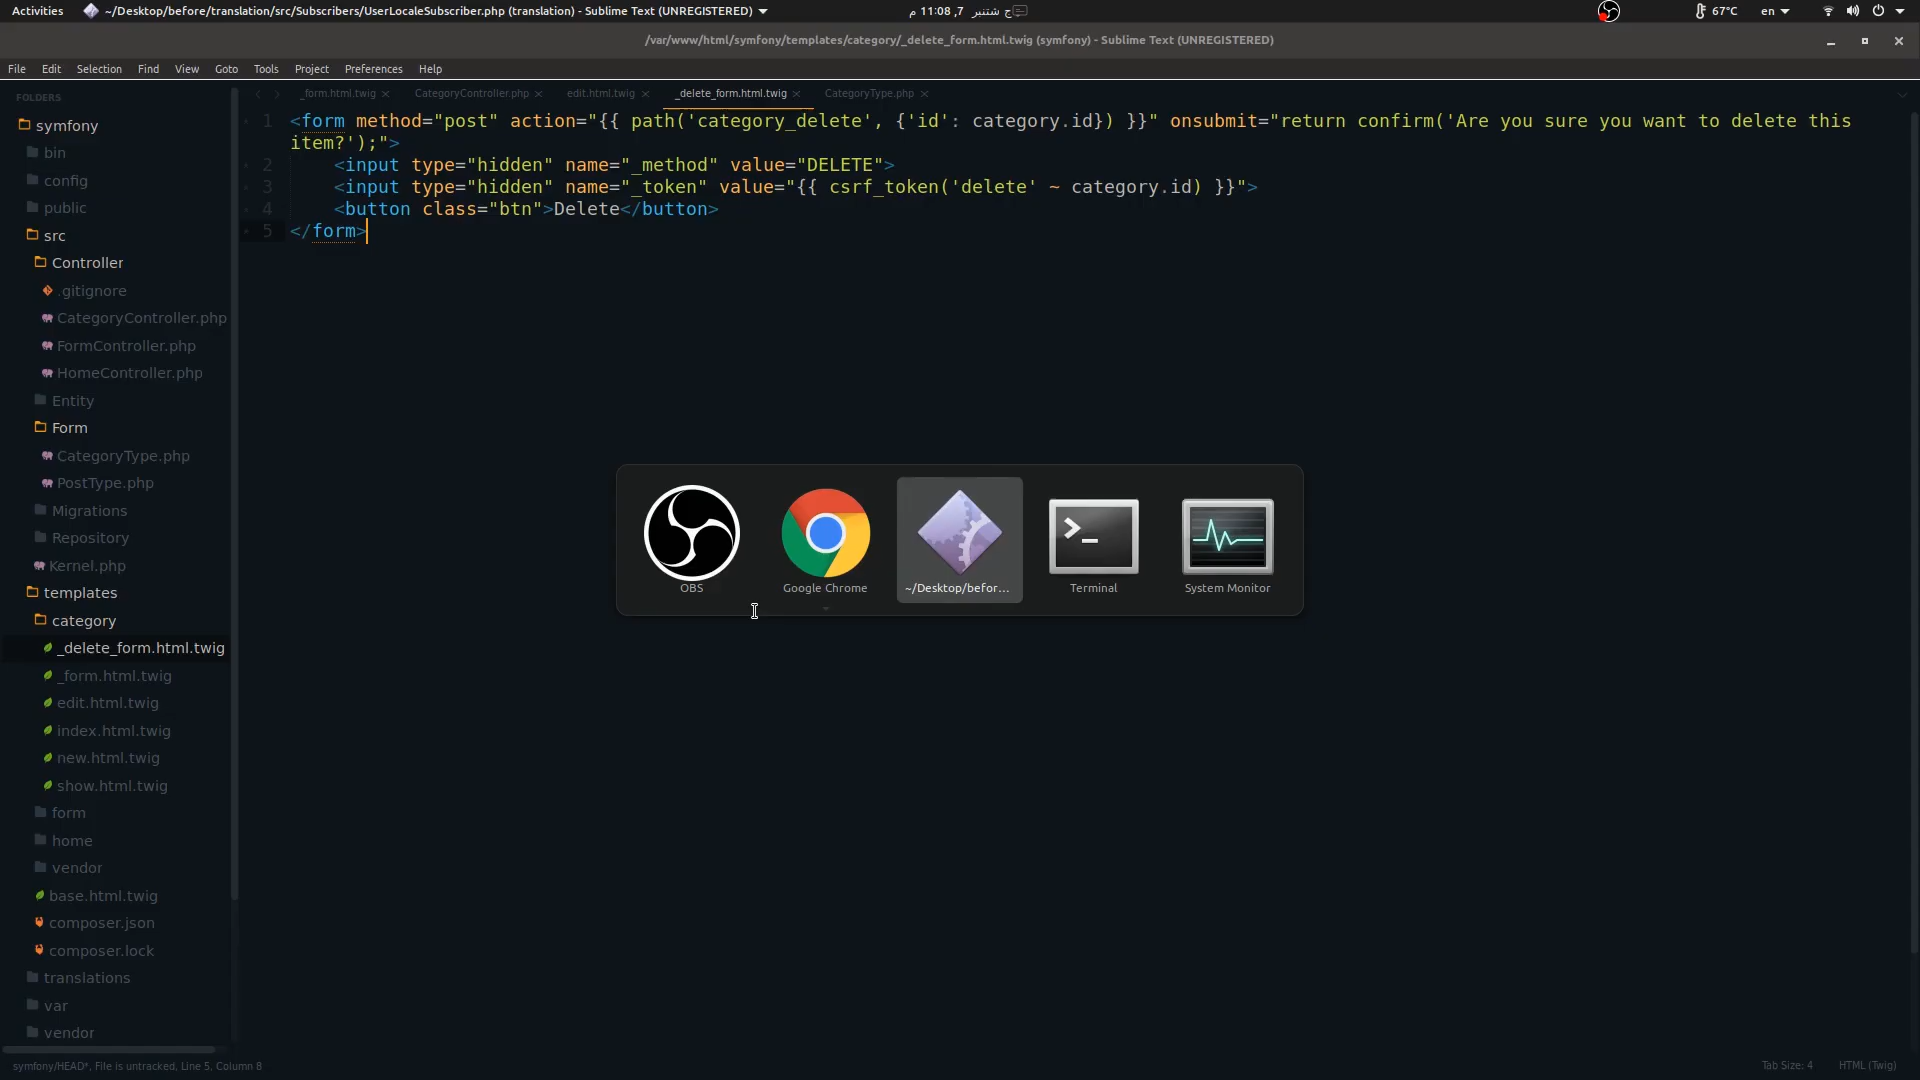 Activities
~/Desktop/before/translation/src/Subscribers/UserLocaleSubscriber.php (translation) - Sublime Text (UNREGISTERED)
ج شتنبر 7, 11:08 م
67°C
en
/var/www/html/symfony/templates/category/_delete_form.html.twig (symfony) - Sublime Text (UNREGISTERED)
File Edit Selection Find View Goto Tools Project Preferences Help
FOLDERS
symfony
bin
config
public
src
Controller
.gitignore
CategoryController.php
FormController.php
HomeController.php
Entity
Form
CategoryType.php
PostType.php
Migrations
Repository
Kernel.php
templates
category
_delete_form.html.twig
_form.html.twig
edit.html.twig
index.html.twig
new.html.twig
show.html.twig
form
home
vendor
base.html.twig
composer.json
composer.lock
translations
var
vendor
_form.html.twig CategoryController.php edit.html.twig _delete_form.html.twig CategoryType.php
1 <form method="post" action="{{ path('category_delete', {'id': category.id}) }}" onsubmit="return confirm('Are you sure you want to delete this
item?');">
2 <input type="hidden" name="_method" value="DELETE">
3 <input type="hidden" name="_token" value="{{ csrf_token('delete' ~ category.id) }}">
4 <button class="btn">Delete</button>
5 </form>
OBS
Google Chrome
~/Desktop/befor...
Terminal
System Monitor
symfony/HEAD*, File is untracked, Line 5, Column 8
Tab Size: 4
HTML (Twig)